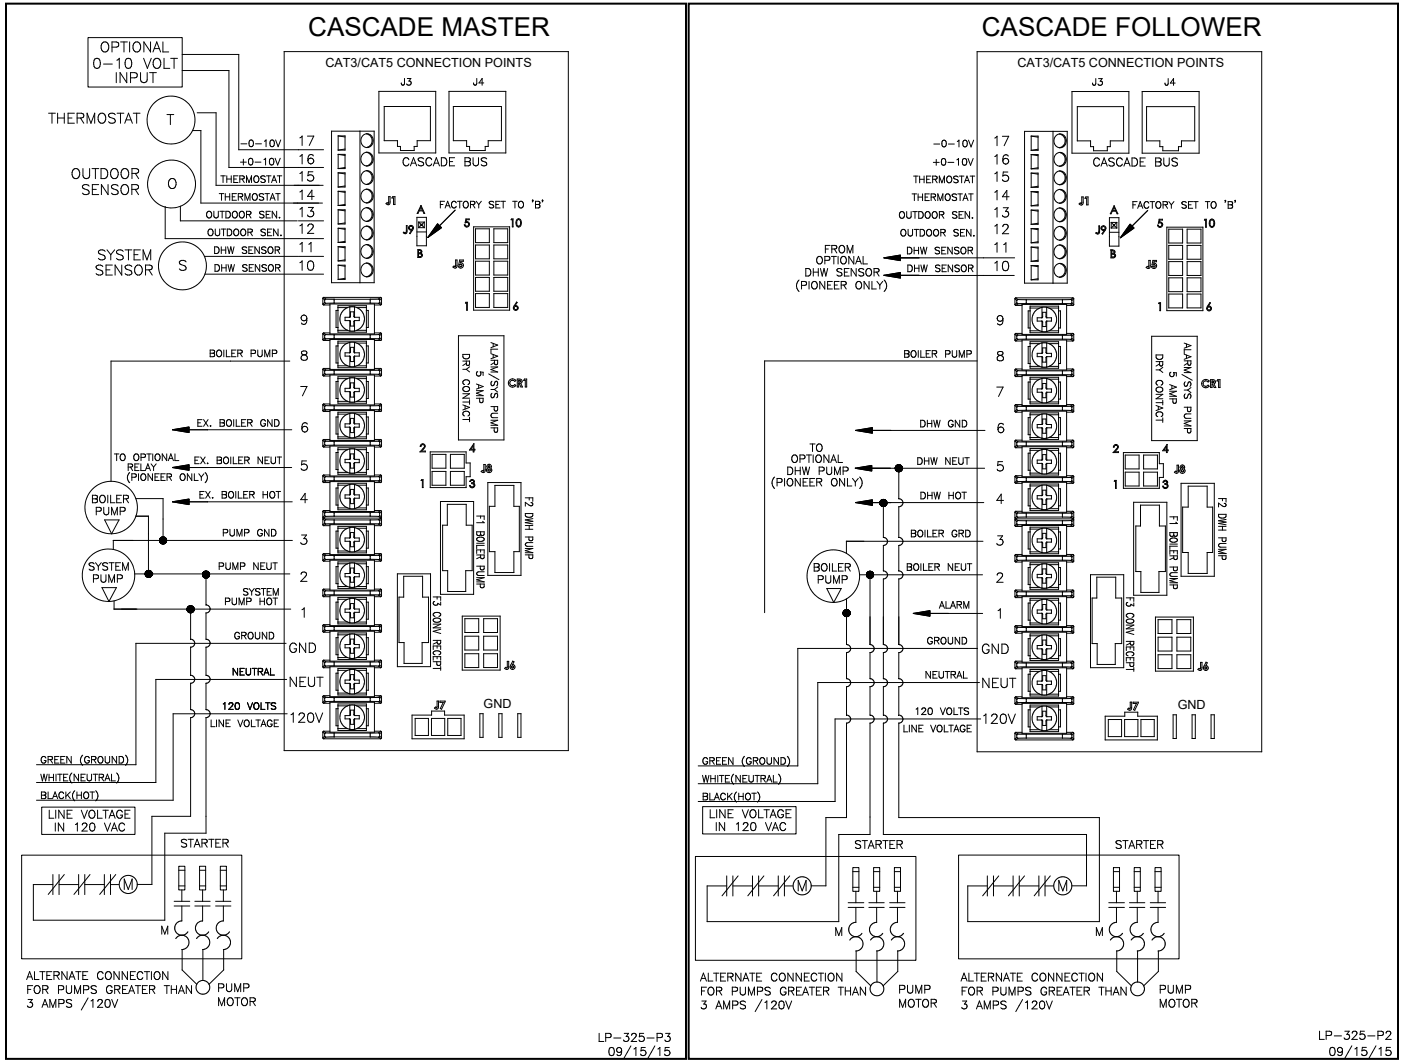 CASCADE MASTER
OPTIONAL
0-10 VOLT
INPUT
CAT3/CAT5 CONNECTION POINTS
J3
J4
THERMOSTAT
T
CASCADE BUS
OUTDOOR
SENSOR
O
SYSTEM
SENSOR
S
-0-10V 17
+0-10V 16
THERMOSTAT 15
THERMOSTAT 14
OUTDOOR SEN. 13
OUTDOOR SEN. 12
DHW SENSOR 11
DHW SENSOR 10
J1
A
J9
B
FACTORY SET TO 'B'
5
10
J5
1
6
9
BOILER PUMP 8
7
EX. BOILER GND 6
TO OPTIONAL
RELAY
(PIONEER ONLY)
EX. BOILER NEUT 5
EX. BOILER HOT 4
BOILER
PUMP
PUMP GND 3
SYSTEM
PUMP
PUMP NEUT 2
SYSTEM
PUMP HOT 1
GROUND GND
NEUTRAL NEUT
120 VOLTS 120V
LINE VOLTAGE
ALARM/SYS PUMP
5 AMP
DRY CONTACT
CR1
2
4
J8
1
3
F2 DWH PUMP
F1 BOILER PUMP
F3 CONV RECEPT
J6
J7
GND
GREEN (GROUND)
WHITE(NEUTRAL)
BLACK(HOT)
LINE VOLTAGE
IN 120 VAC
STARTER
M
M
ALTERNATE CONNECTION
FOR PUMPS GREATER THAN
3 AMPS /120V
PUMP
MOTOR
LP-325-P3
09/15/15
CASCADE FOLLOWER
CAT3/CAT5 CONNECTION POINTS
J3
J4
CASCADE BUS
-0-10V 17
+0-10V 16
THERMOSTAT 15
THERMOSTAT 14
OUTDOOR SEN. 13
OUTDOOR SEN. 12
DHW SENSOR 11
DHW SENSOR 10
FROM
OPTIONAL
DHW SENSOR
(PIONEER ONLY)
J1
A
J9
B
FACTORY SET TO 'B'
5
10
J5
1
6
9
BOILER PUMP 8
7
DHW GND 6
TO
OPTIONAL
DHW PUMP
(PIONEER ONLY)
DHW NEUT 5
DHW HOT 4
BOILER GRD 3
BOILER
PUMP
BOILER NEUT 2
ALARM 1
GROUND GND
NEUTRAL NEUT
120 VOLTS 120V
LINE VOLTAGE
ALARM/SYS PUMP
5 AMP
DRY CONTACT
CR1
2
4
J8
1
3
F2 DWH PUMP
F1 BOILER PUMP
F3 CONV RECEPT
J6
J7
GND
GREEN (GROUND)
WHITE(NEUTRAL)
BLACK(HOT)
LINE VOLTAGE
IN 120 VAC
STARTER
M
M
ALTERNATE CONNECTION
FOR PUMPS GREATER THAN
3 AMPS /120V
PUMP
MOTOR
STARTER
M
M
ALTERNATE CONNECTION
FOR PUMPS GREATER THAN
3 AMPS /120V
PUMP
MOTOR
LP-325-P2
09/15/15